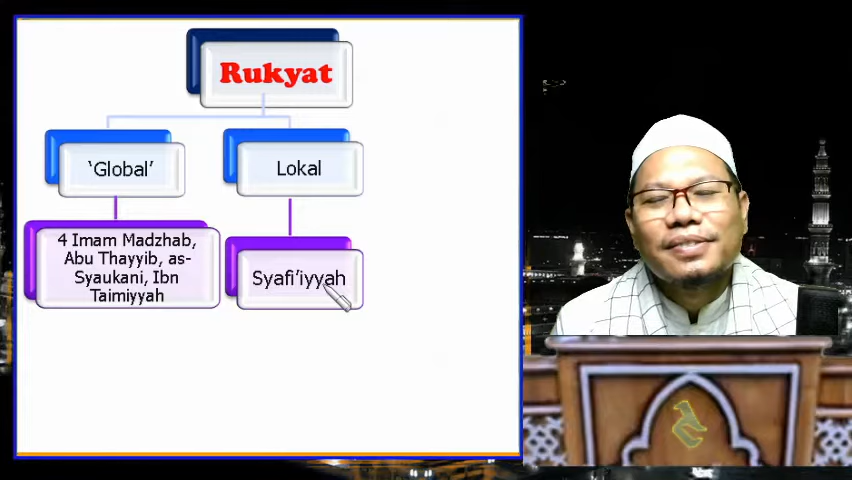 Rukyat
‘Global’
Lokal
4 Imam Madzhab,
Abu Thayyib, as-
Syaukani, Ibn
Taimiyyah
Syafi’iyyah